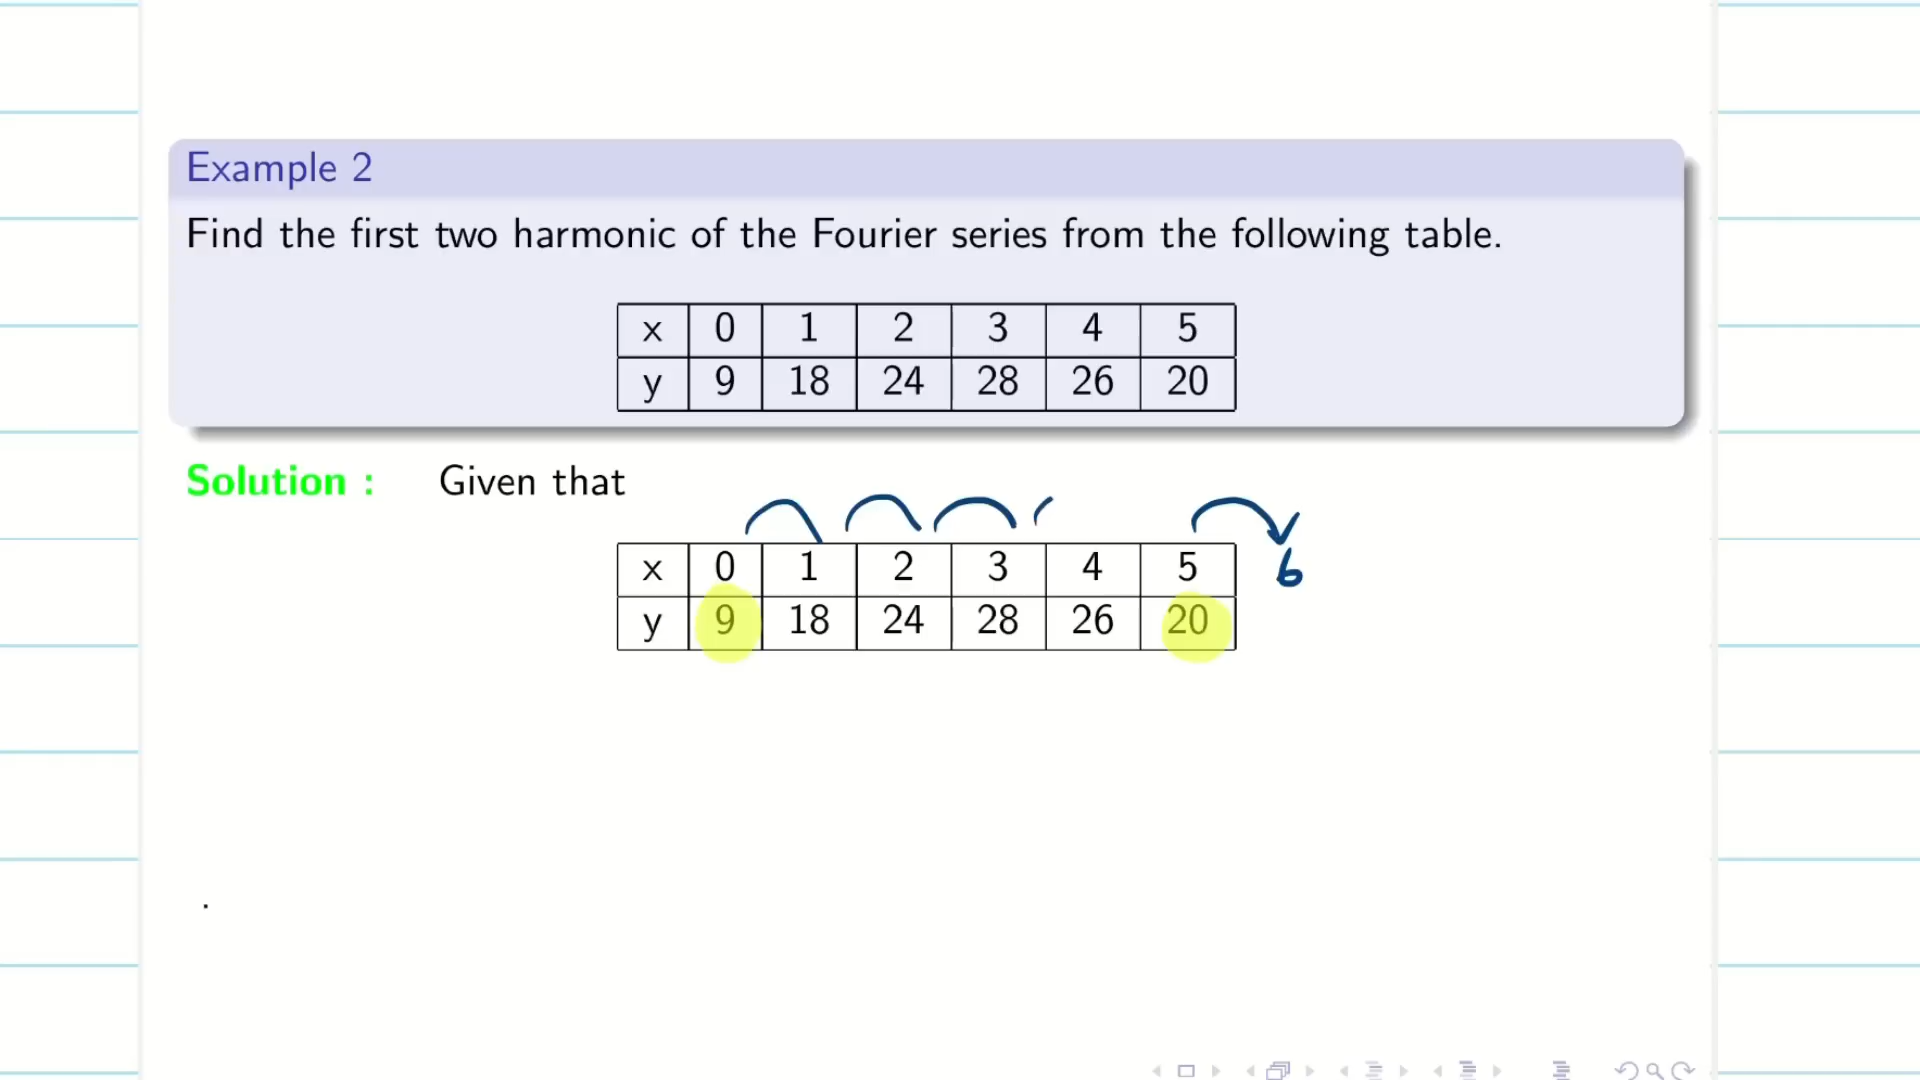 Example 2
Find the first two harmonic of the Fourier series from the following table.
x 0 1 2 3 4 5
y 9 18 24 28 26 20
Solution : Given that
x 0 1 2 3 4 5 6
y 9 18 24 28 26 20
.